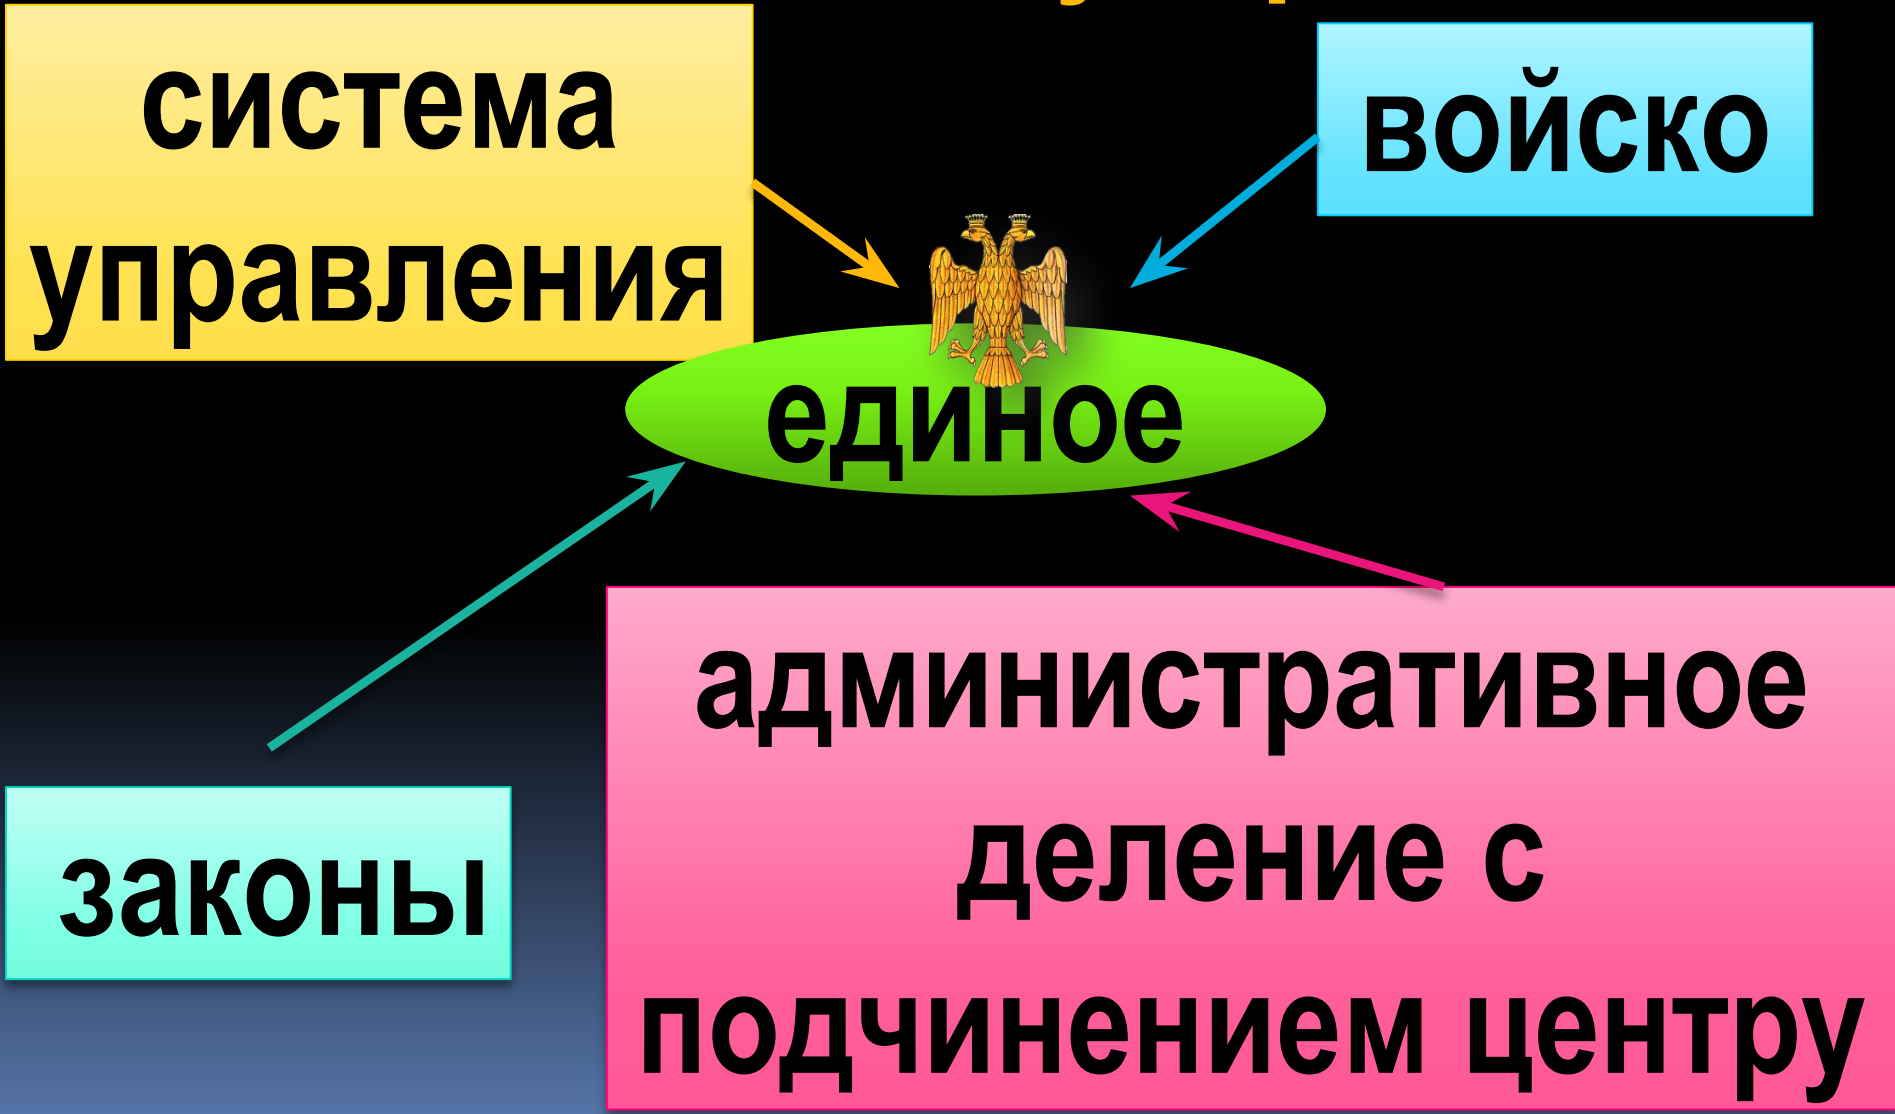 система
управления
войско
единое
законы
административное
деление с
подчинением центру